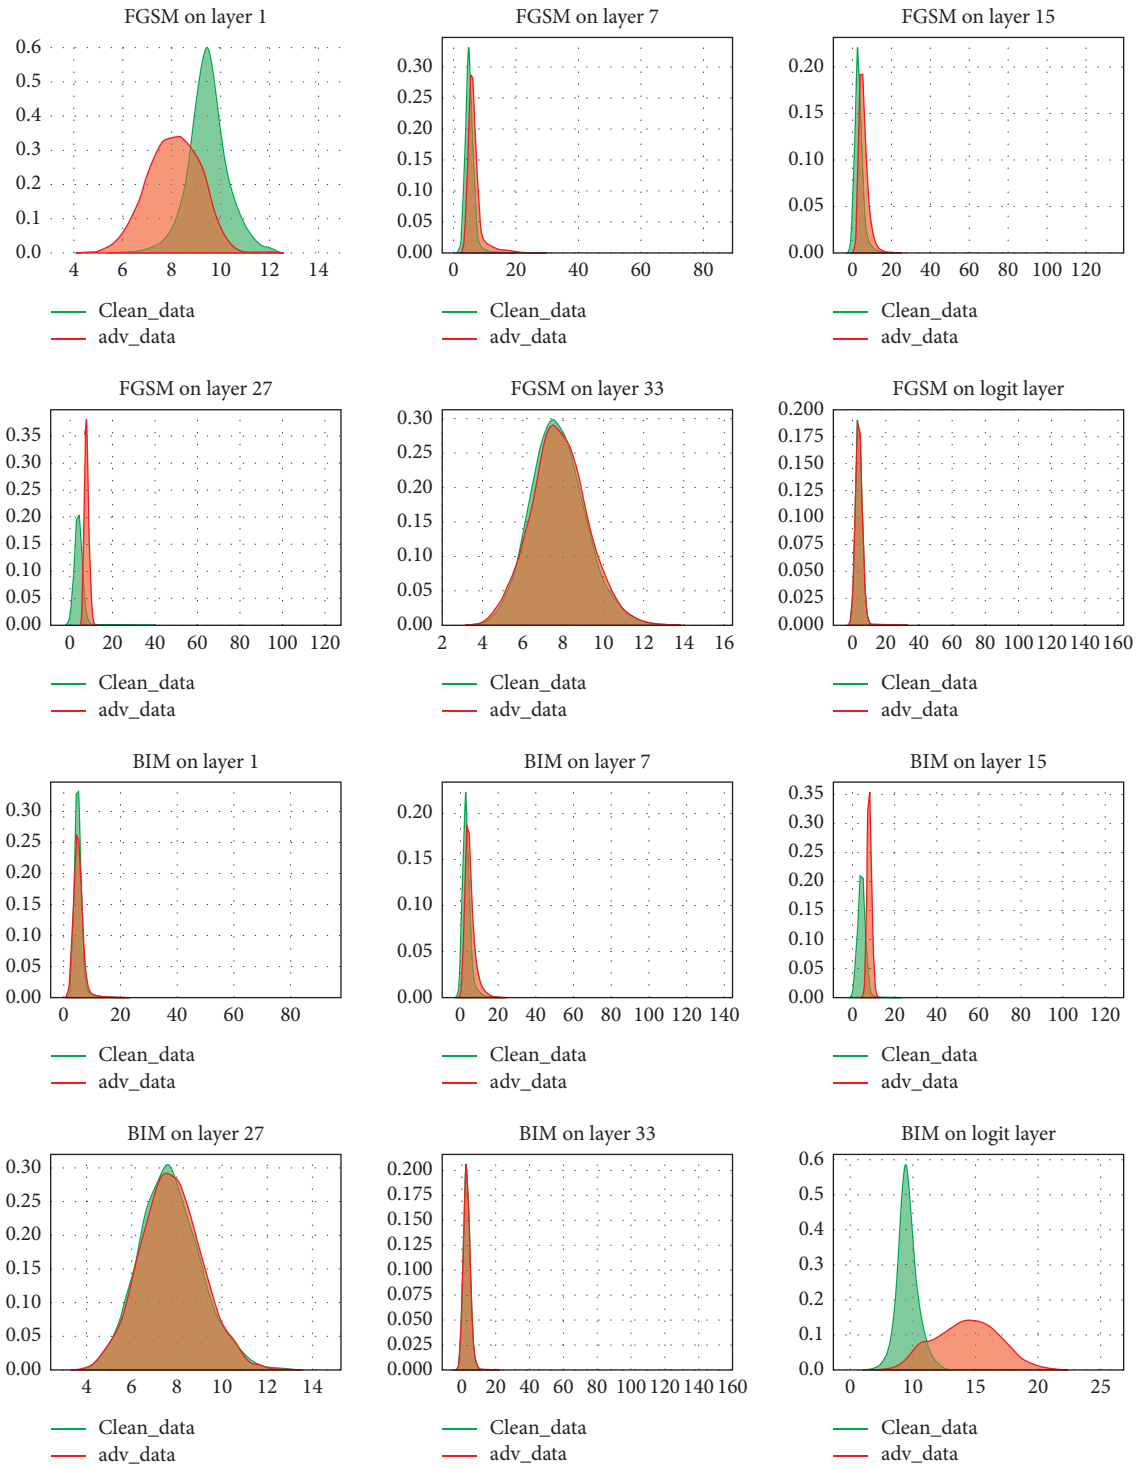 FGSM on layer 1
0.6
0.5
0.4
0.3
0.2
0.1
0.0
4 6 8 10 12 14
Clean_data
adv_data
FGSM on layer 7
0.30
0.25
0.20
0.15
0.10
0.05
0.00
0 20 40 60 80
Clean_data
adv_data
FGSM on layer 15
0.20
0.15
0.10
0.05
0.00
0 20 40 60 80 100 120
Clean_data
adv_data
FGSM on layer 27
0.35
0.30
0.25
0.20
0.15
0.10
0.05
0.00
0 20 40 60 80 100 120
Clean_data
adv_data
FGSM on layer 33
0.30
0.25
0.20
0.15
0.10
0.05
0.00
2 4 6 8 10 12 14 16
Clean_data
adv_data
FGSM on logit layer
0.200
0.175
0.150
0.125
0.100
0.075
0.050
0.025
0.000
0 20 40 60 80 100 120 140 160
Clean_data
adv_data
BIM on layer 1
0.30
0.25
0.20
0.15
0.10
0.05
0.00
0 20 40 60 80
Clean_data
adv_data
BIM on layer 7
0.20
0.15
0.10
0.05
0.00
0 20 40 60 80 100 120 140
Clean_data
adv_data
BIM on layer 15
0.35
0.30
0.25
0.20
0.15
0.10
0.05
0.00
0 20 40 60 80 100 120
Clean_data
adv_data
BIM on layer 27
0.30
0.25
0.20
0.15
0.10
0.05
0.00
4 6 8 10 12 14
Clean_data
adv_data
BIM on layer 33
0.200
0.175
0.150
0.125
0.100
0.075
0.050
0.025
0.000
0 20 40 60 80 100 120 140 160
Clean_data
adv_data
BIM on logit layer
0.6
0.5
0.4
0.3
0.2
0.1
0.0
0 10 15 20 25
Clean_data
adv_data